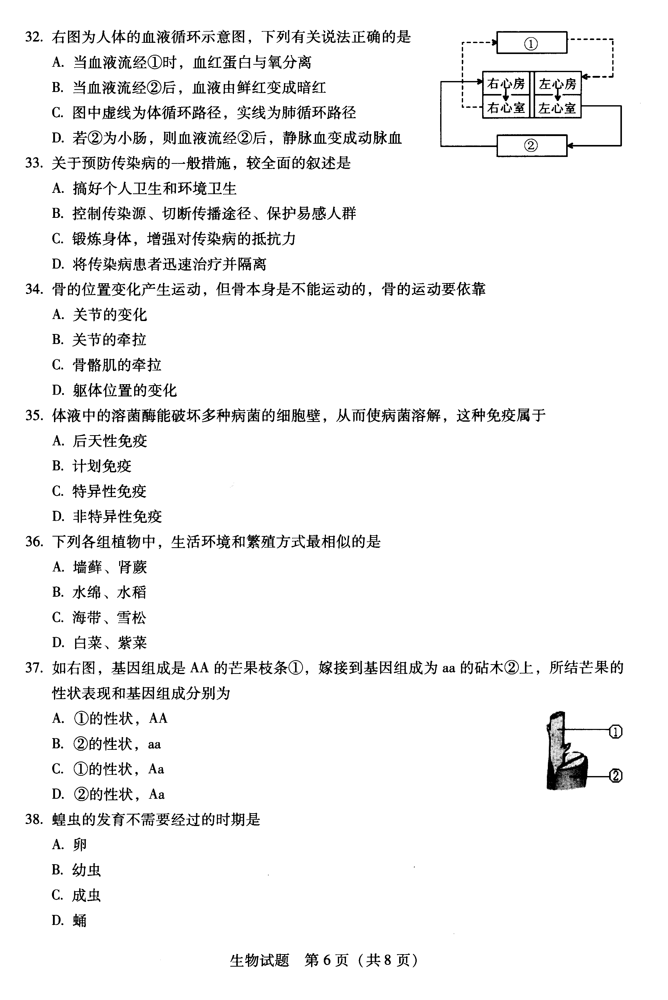 32. 右图为人体的血液循环示意图，下列有关说法正确的是
A. 当血液流经①时，血红蛋白与氧分离
B. 当血液流经②后，血液由鲜红变成暗红
C. 图中虚线为体循环路径，实线为肺循环路径
D. 若②为小肠，则血液流经②后，静脉血变成动脉血
①
右心房 左心房
右心室 左心室
②
33. 关于预防传染病的一般措施，较全面的叙述是
A. 搞好个人卫生和环境卫生
B. 控制传染源、切断传播途径、保护易感人群
C. 锻炼身体，增强对传染病的抵抗力
D. 将传染病患者迅速治疗并隔离
34. 骨的位置变化产生运动，但骨本身是不能运动的，骨的运动要依靠
A. 关节的变化
B. 关节的牵拉
C. 骨骼肌的牵拉
D. 躯体位置的变化
35. 体液中的溶菌酶能破坏多种病菌的细胞壁，从而使病菌溶解，这种免疫属于
A. 后天性免疫
B. 计划免疫
C. 特异性免疫
D. 非特异性免疫
36. 下列各组植物中，生活环境和繁殖方式最相似的是
A. 墙藓、肾蕨
B. 水绵、水稻
C. 海带、雪松
D. 白菜、紫菜
37. 如右图，基因组成是 AA 的芒果枝条①，嫁接到基因组成为 aa 的砧木②上，所结芒果的
性状表现和基因组成分别为
A. ①的性状，AA
B. ②的性状，aa
C. ①的性状，Aa
D. ②的性状，Aa
①
②
38. 蝗虫的发育不需要经过的时期是
A. 卵
B. 幼虫
C. 成虫
D. 蛹
生物试题 第 6 页（共 8 页）